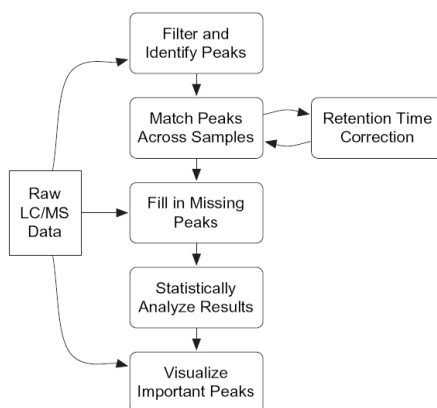 Filter and
Identify Peaks
Match Peaks
Across Samples
Retention Time
Correction
Raw
LC/MS
Data
Fill in Missing
Peaks
Statistically
Analyze Results
Visualize
Important Peaks